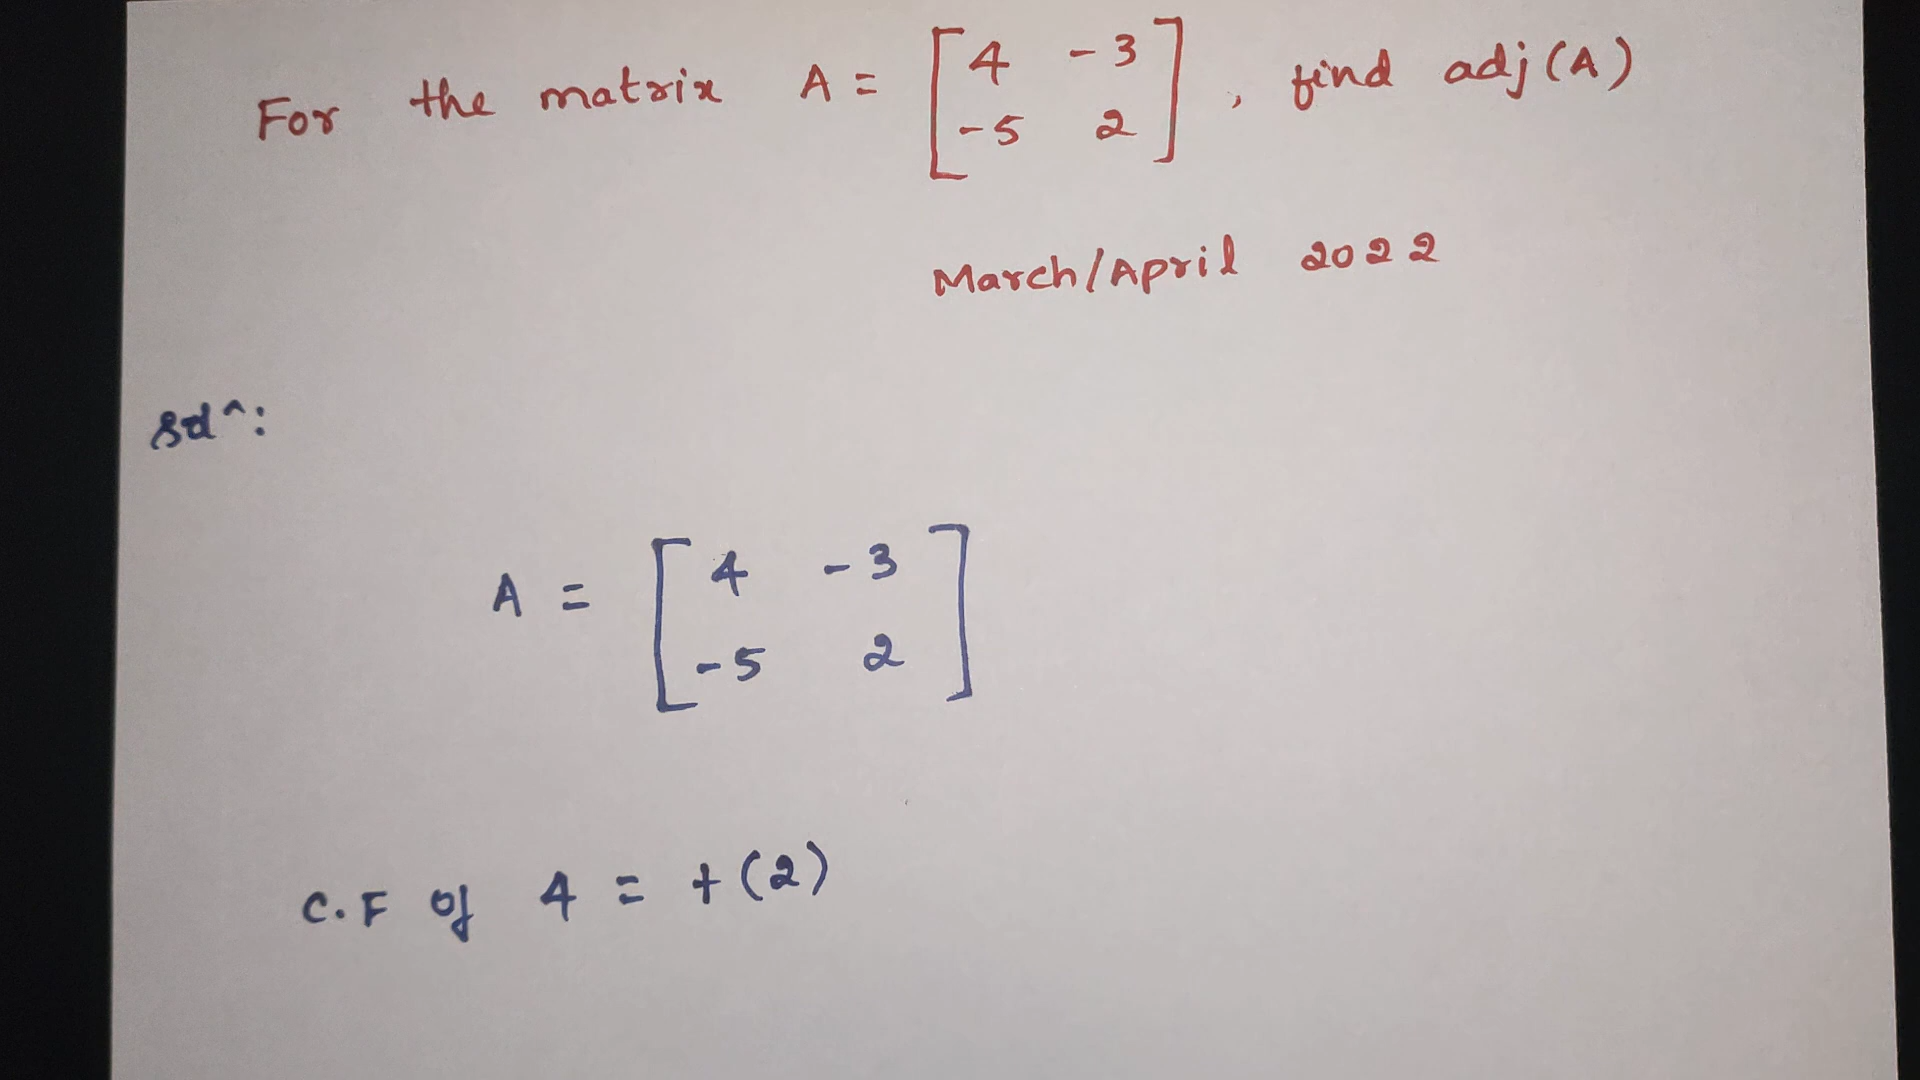 For the matrix A = [4 -3
-5 2], find adj(A)
March/April 2022
Sol^:
A = [4 -3
-5 2]
C.F of 4 = +(2)